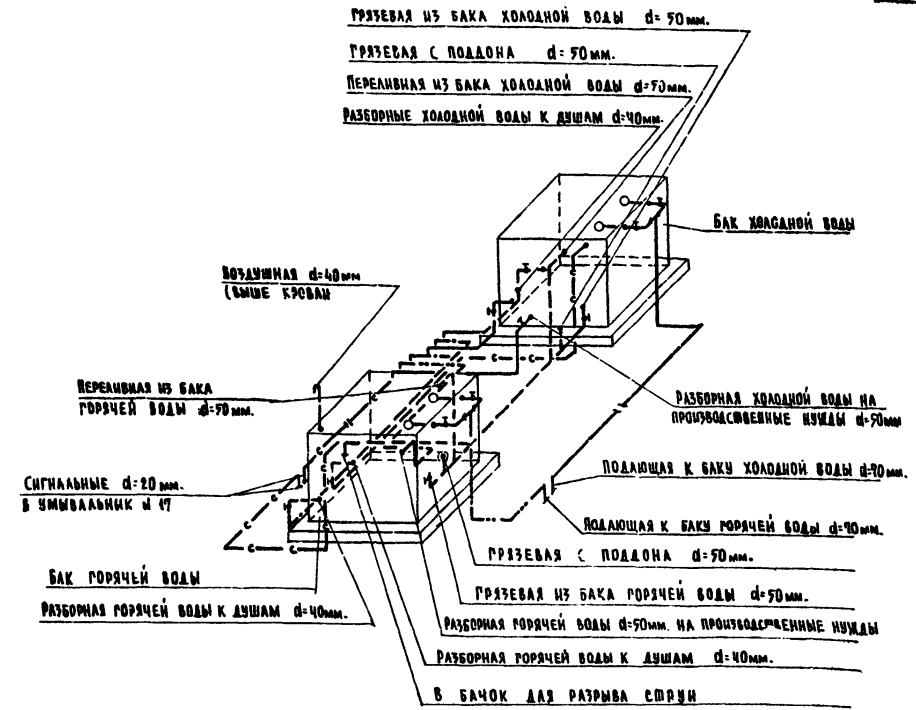 ГРЯЗЕВАЯ ИЗ БАКА ХОЛОДНОЙ ВОДЫ d=50мм.
ГРЯЗЕВАЯ С ПОДДОНА d=50мм.
ПЕРЕЛИВНАЯ ИЗ БАКА ХОЛОДНОЙ ВОДЫ d=50мм.
РАЗБОРНЫЕ ХОЛОДНОЙ ВОДЫ К ДУШАМ d=40мм.
БАК ХОЛОДНОЙ ВОДЫ
ВОЗДУШНАЯ d=40мм
(ВЫШЕ КРОВЛИ
ПЕРЕЛИВНАЯ ИЗ БАКА
ГОРЯЧЕЙ ВОДЫ d=50мм.
РАЗБОРНАЯ ХОЛОДНОЙ ВОДЫ НА
ПРОИЗВОДСТВЕННЫЕ НУЖДЫ d=50мм
ПОДАЮЩАЯ К БАКУ ХОЛОДНОЙ ВОДЫ d=70мм.
СИГНАЛЬНЫЕ d=20мм.
В УМЫВАЛЬНИК И 17
ПОДАЮЩАЯ К БАКУ ГОРЯЧЕЙ ВОДЫ d=70мм.
ГРЯЗЕВАЯ С ПОДДОНА d=50мм.
БАК ГОРЯЧЕЙ ВОДЫ
ГРЯЗЕВАЯ ИЗ БАКА ГОРЯЧЕЙ ВОДЫ d=50мм.
РАЗБОРНАЯ ГОРЯЧЕЙ ВОДЫ К ДУШАМ d=40мм.
РАЗБОРНАЯ ГОРЯЧЕЙ ВОДЫ d=50мм. НА ПРОИЗВОДСТВЕННЫЕ НУЖДЫ
РАЗБОРНАЯ ГОРЯЧЕЙ ВОДЫ К ДУШАМ d=40мм.
В БАЧОК ДЛЯ РАЗРЫВА СТРУИ